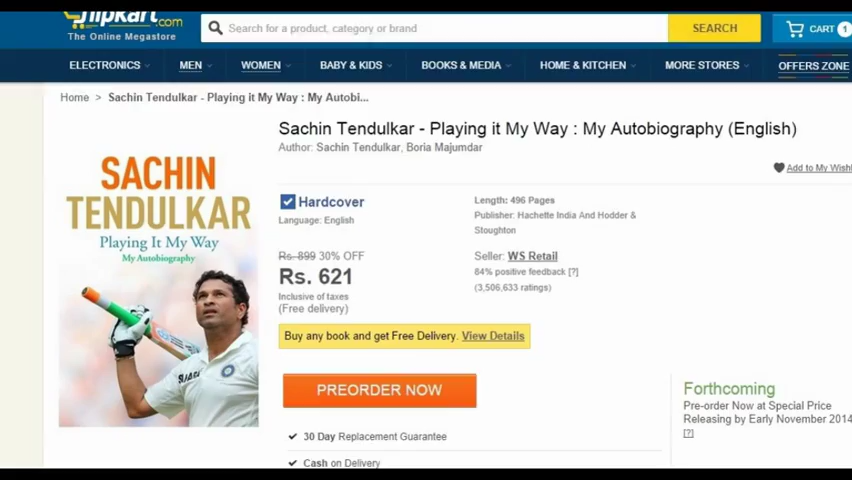 flipkart.com
The Online Megastore
Search for a product, category or brand
SEARCH
CART 1
ELECTRONICS
MEN
WOMEN
BABY & KIDS
BOOKS & MEDIA
HOME & KITCHEN
MORE STORES
OFFERS ZONE
Home > Sachin Tendulkar - Playing it My Way : My Autobi...
Sachin Tendulkar - Playing it My Way : My Autobiography (English)
Author: Sachin Tendulkar, Boria Majumdar
Add to My Wishl
SACHIN
TENDULKAR
Playing It My Way
My Autobiography
SAHARA
Hardcover
Language: English
Length: 496 Pages
Publisher: Hachette India And Hodder &
Stoughton
Rs. 899 30% OFF
Rs. 621
Inclusive of taxes
(Free delivery)
Seller: WS Retail
84% positive feedback [?]
(3,506,633 ratings)
Buy any book and get Free Delivery. View Details
PREORDER NOW
Forthcoming
Pre-order Now at Special Price
Releasing by Early November 2014
[?]
30 Day Replacement Guarantee
Cash on Delivery